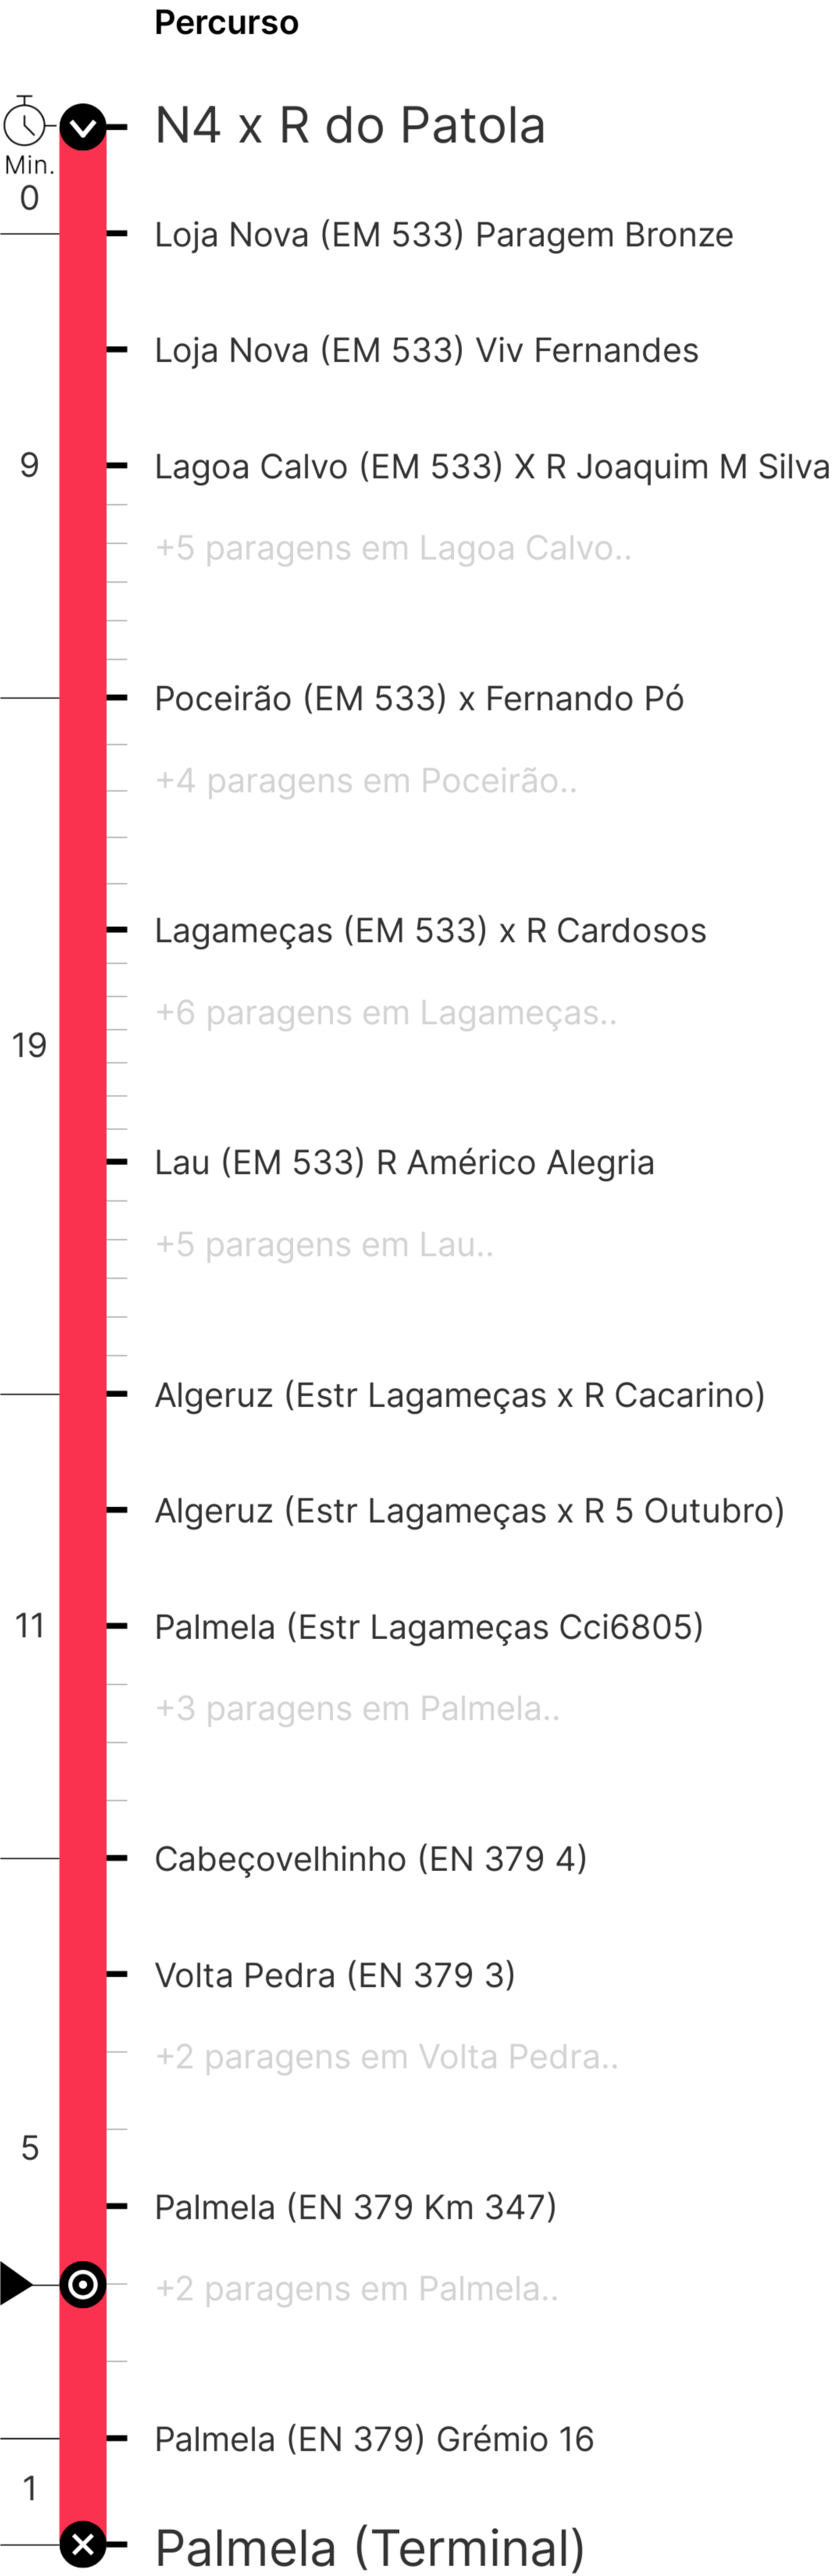 Percurso
N4 x R do Patola
Min.
0
Loja Nova (EM 533) Paragem Bronze
Loja Nova (EM 533) Viv Fernandes
9
Lagoa Calvo (EM 533) X R Joaquim M Silva
+5 paragens em Lagoa Calvo..
Poceirão (EM 533) x Fernando Pó
+4 paragens em Poceirão..
Lagameças (EM 533) x R Cardosos
+6 paragens em Lagameças..
19
Lau (EM 533) R Américo Alegria
+5 paragens em Lau..
Algeruz (Estr Lagameças x R Cacarino)
Algeruz (Estr Lagameças x R 5 Outubro)
11
Palmela (Estr Lagameças Cci6805)
+3 paragens em Palmela..
Cabeçovelhinho (EN 379 4)
Volta Pedra (EN 379 3)
+2 paragens em Volta Pedra..
5
Palmela (EN 379 Km 347)
+2 paragens em Palmela..
Palmela (EN 379) Grémio 16
1
Palmela (Terminal)